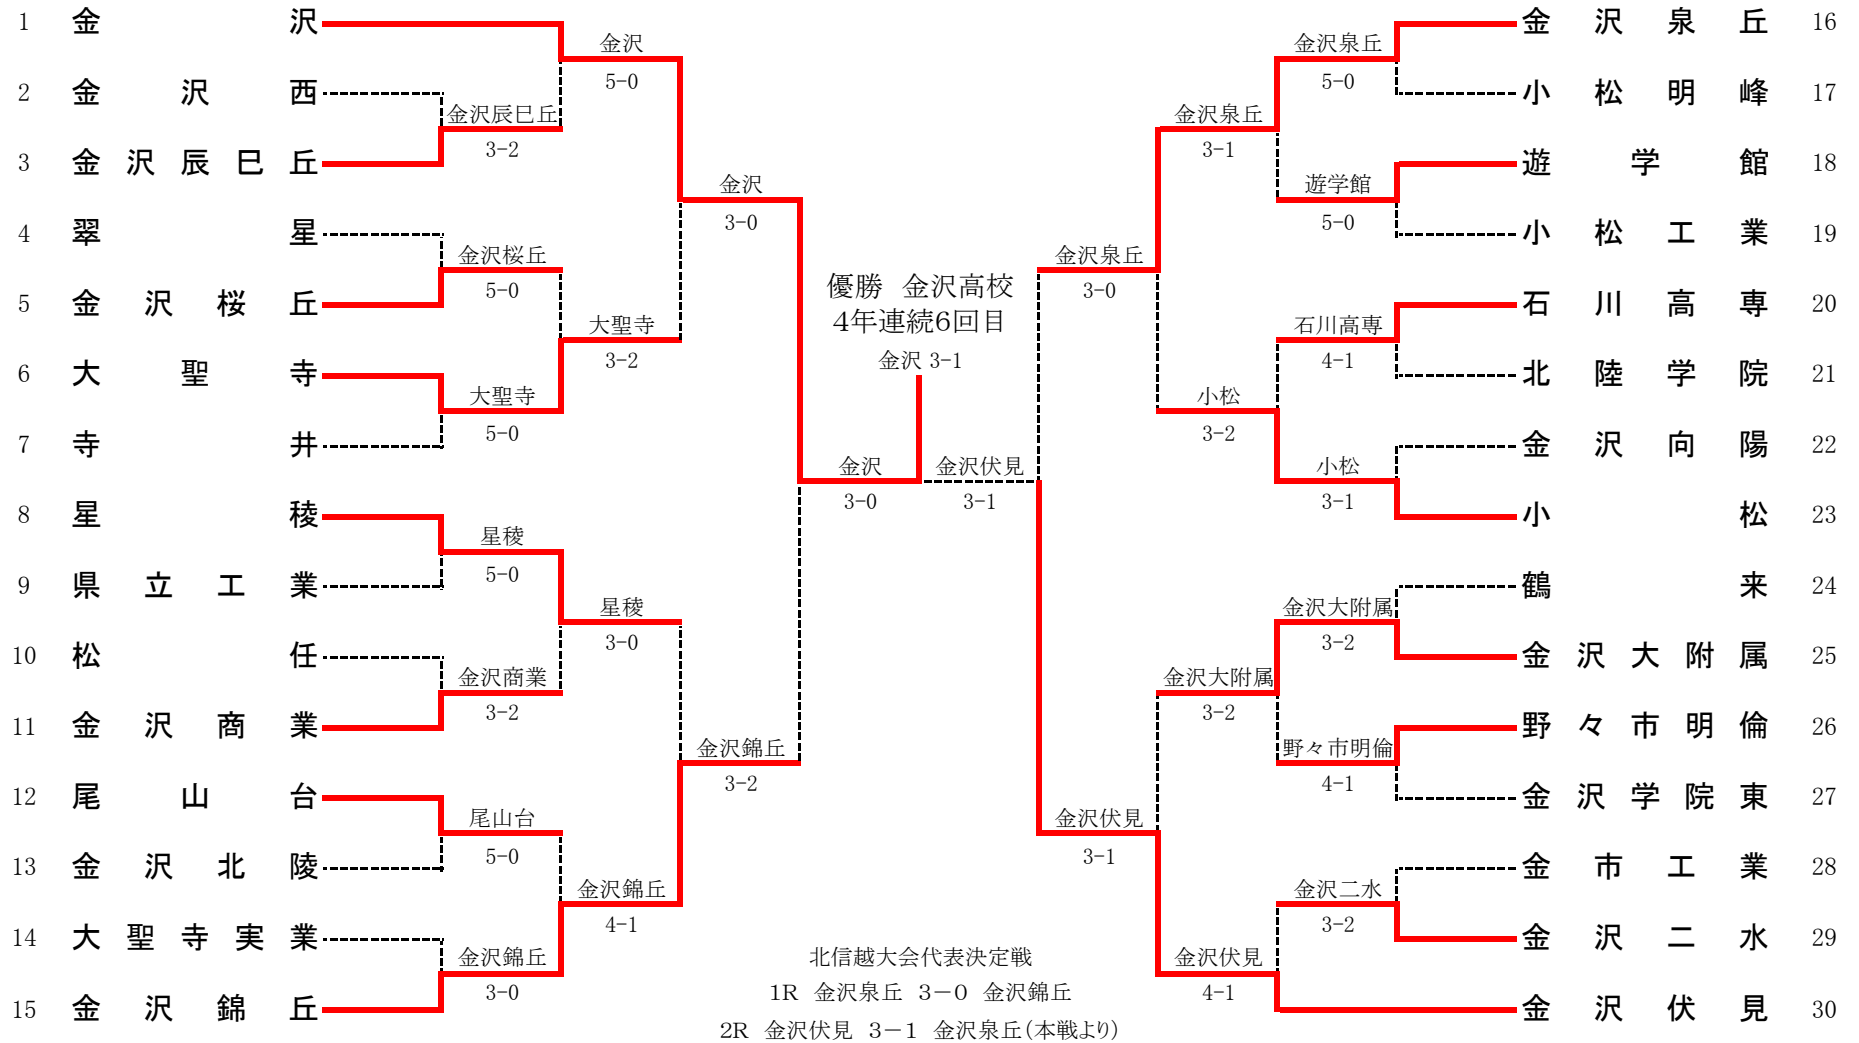 1 金沢
2 金沢西
3 金沢辰巳丘
4 翠星
5 金沢桜丘
6 大聖寺
7 寺井
8 星稜
9 県立工業
10 松任
11 金沢商業
12 尾山台
13 金沢北陵
14 大聖寺実業
15 金沢錦丘
金沢辰巳丘
3-2
金沢桜丘
5-0
大聖寺
5-0
星稜
5-0
金沢商業
3-2
尾山台
5-0
金沢錦丘
3-0
金沢
5-0
大聖寺
3-2
星稜
3-0
金沢錦丘
4-1
金沢
3-0
金沢錦丘
3-2
金沢
3-0
優勝 金沢高校
4年連続6回目
金沢 3-1
金沢伏見
3-1
金沢泉丘
3-0
金沢伏見
3-1
金沢泉丘
3-1
小松
3-2
金沢大附属
3-2
金沢伏見
4-1
金沢泉丘
5-0
遊学館
5-0
石川高専
4-1
小松
3-1
金沢大附属
3-2
野々市明倫
4-1
金沢二水
3-2
金沢泉丘 16
小松明峰 17
遊学館 18
小松工業 19
石川高専 20
北陸学院 21
金沢向陽 22
小松 23
鶴来 24
金沢大附属 25
野々市明倫 26
金沢学院東 27
金市工業 28
金沢二水 29
金沢伏見 30
北信越大会代表決定戦
1R 金沢泉丘 3-0 金沢錦丘
2R 金沢伏見 3-1 金沢泉丘(本戦より)